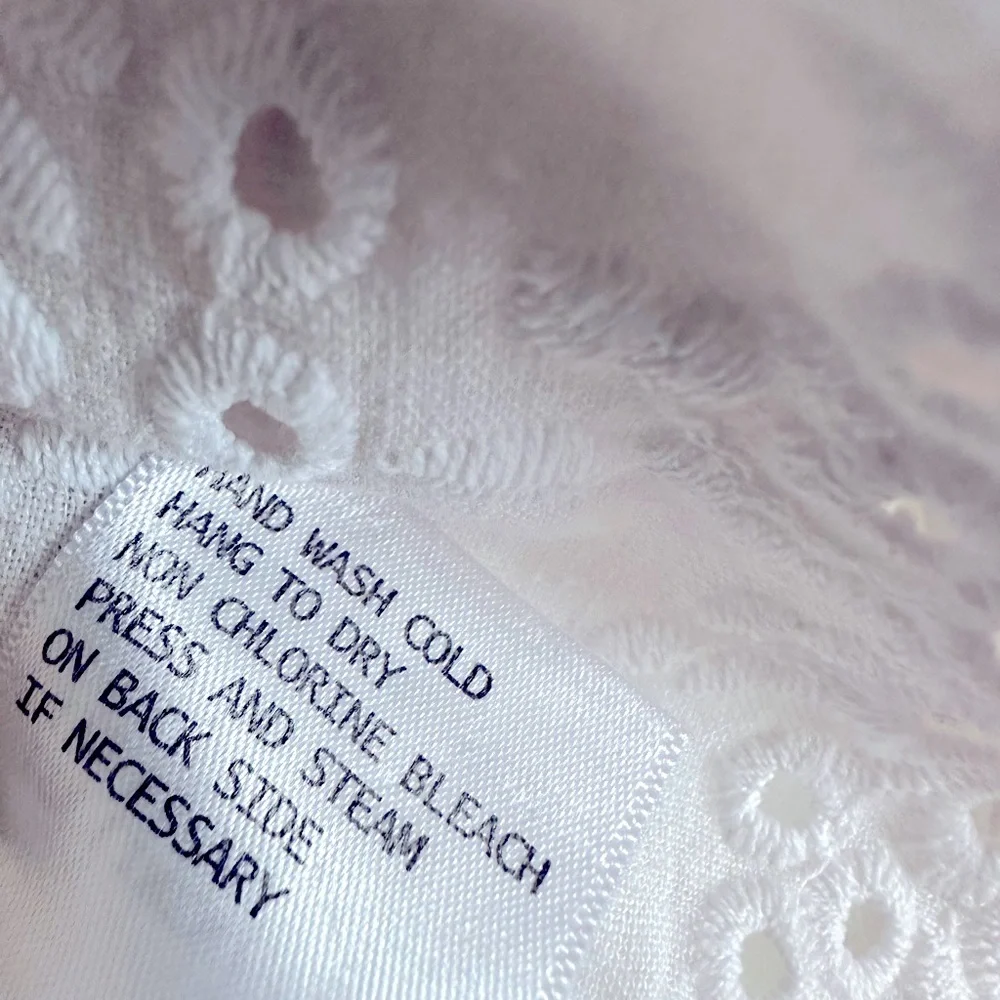 HAND WASH COLD
HANG TO DRY
NON CHLORINE BLEACH
PRESS AND STEAM
ON BACK SIDE
IF NECESSARY